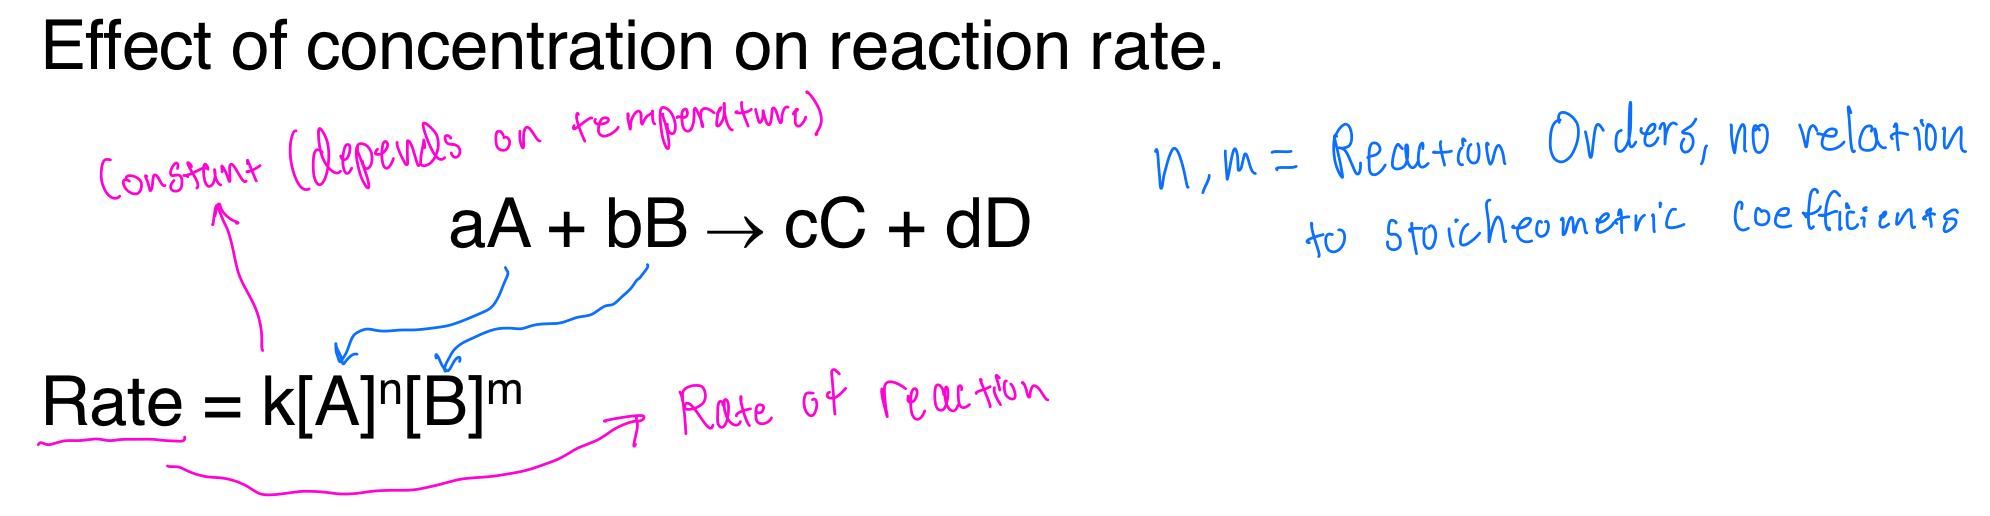 Effect of concentration on reaction rate.
Constant (depends on temperature)
n, m = Reaction Orders, no relation
to stoicheometric coefficients
aA + bB → cC + dD
Rate = k[A]ⁿ[B]ᵐ
Rate of reaction